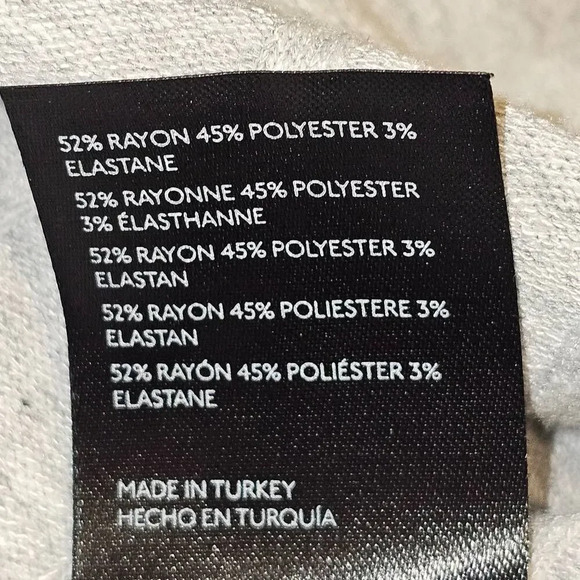 52% RAYON 45% POLYESTER 3%
ELASTANE
52% RAYONNE 45% POLYESTER
3% ÉLASTHANNE
52% RAYON 45% POLYESTER 3%
ELASTAN
52% RAYON 45% POLIESTERE 3%
ELASTAN
52% RAYÓN 45% POLIÉSTER 3%
ELASTANE
MADE IN TURKEY
HECHO EN TURQUÍA